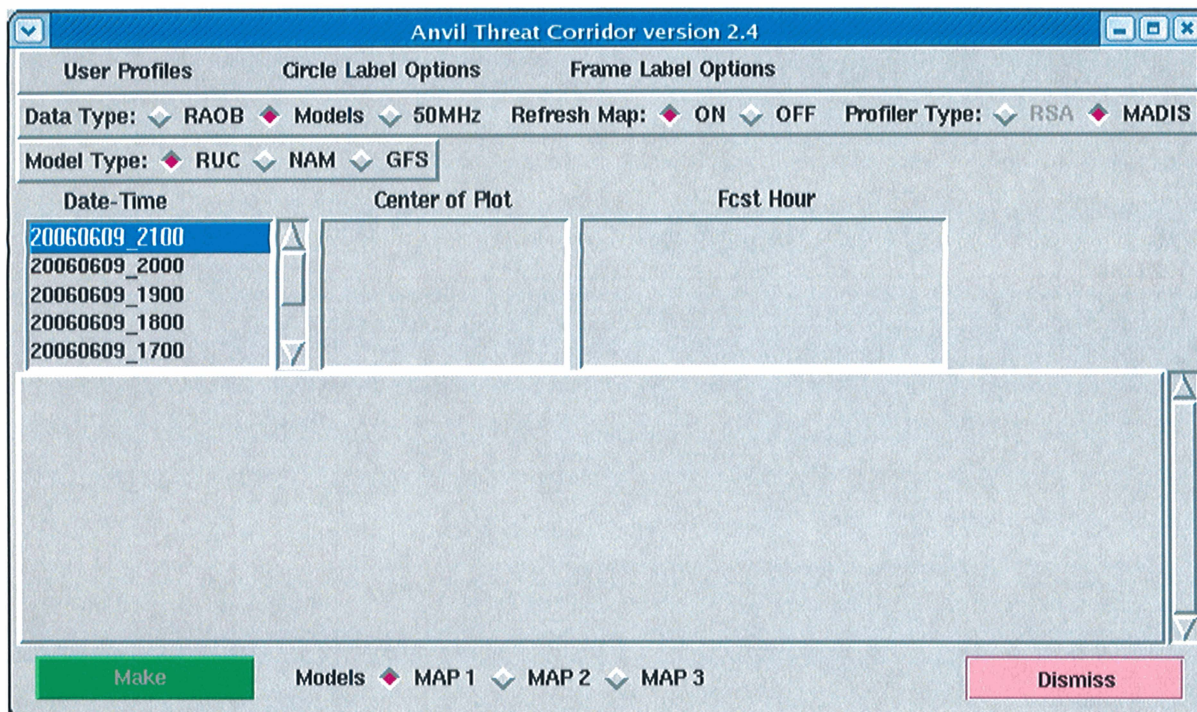 Anvil Threat Corridor version 2.4
User Profiles Circle Label Options Frame Label Options
Data Type: RAOB Models 50MHz Refresh Map: ON OFF Profiler Type: RSA MADIS
Model Type: RUC NAM GFS
Date-Time Center of Plot Fcst Hour
20060609_2100
20060609_2000
20060609_1900
20060609_1800
20060609_1700
Make Models MAP 1 MAP 2 MAP 3 Dismiss